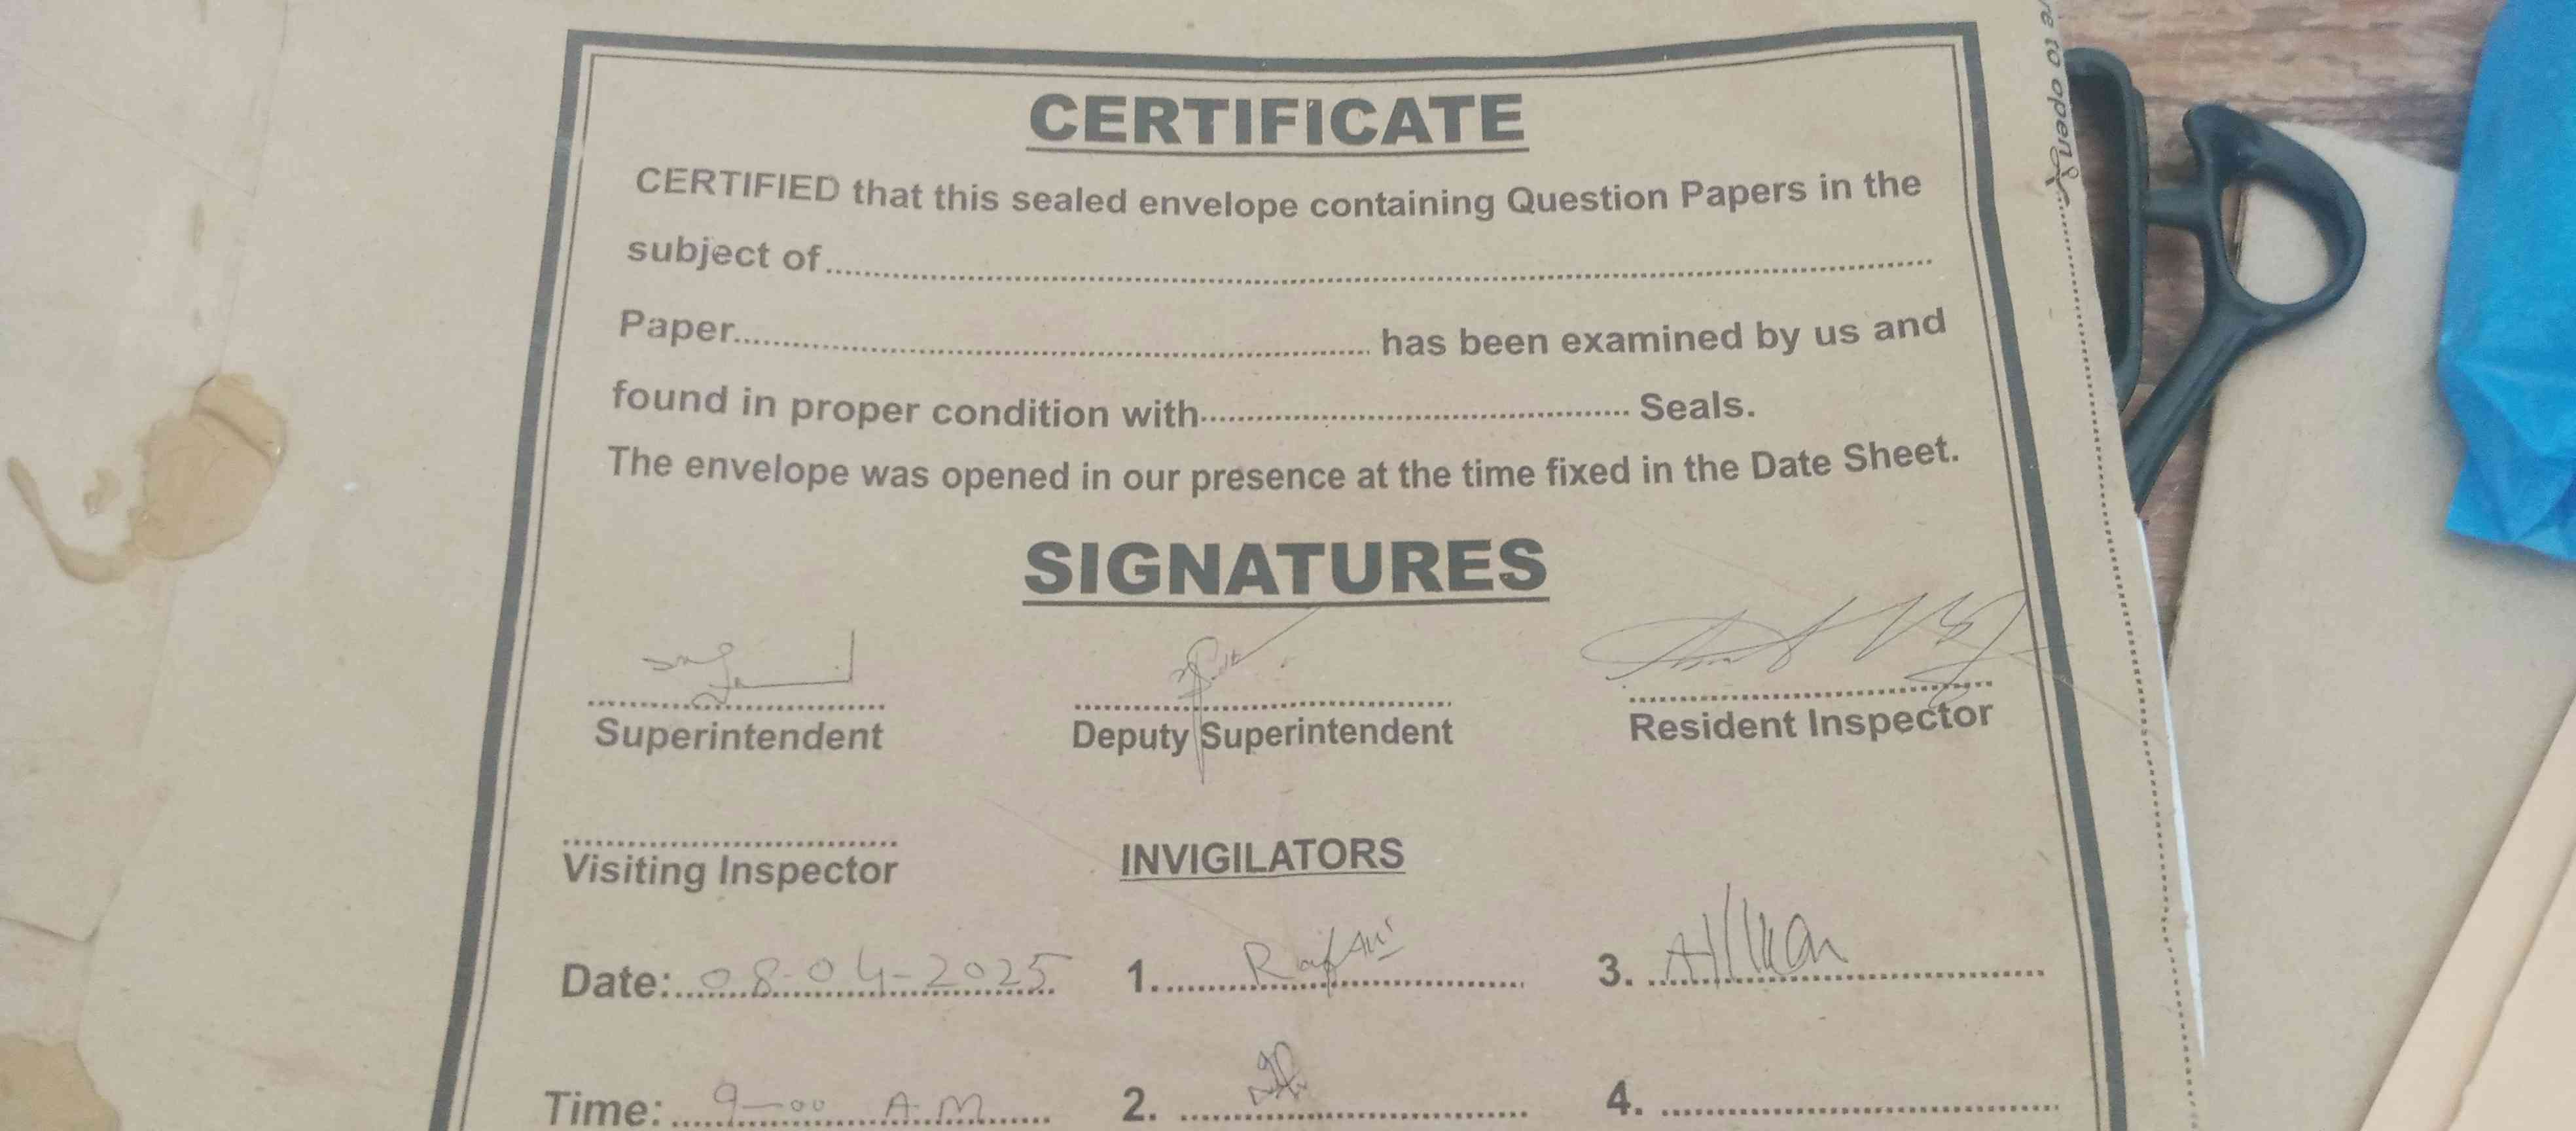 re to open
CERTIFICATE
CERTIFIED that this sealed envelope containing Question Papers in the
subject of
Paper has been examined by us and
found in proper condition with Seals.
The envelope was opened in our presence at the time fixed in the Date Sheet.
SIGNATURES
Superintendent Deputy Superintendent Resident Inspector
Visiting Inspector INVIGILATORS
Date: 08-04-2025 1. 3.
Time: 9-00 A.M 2. 4.